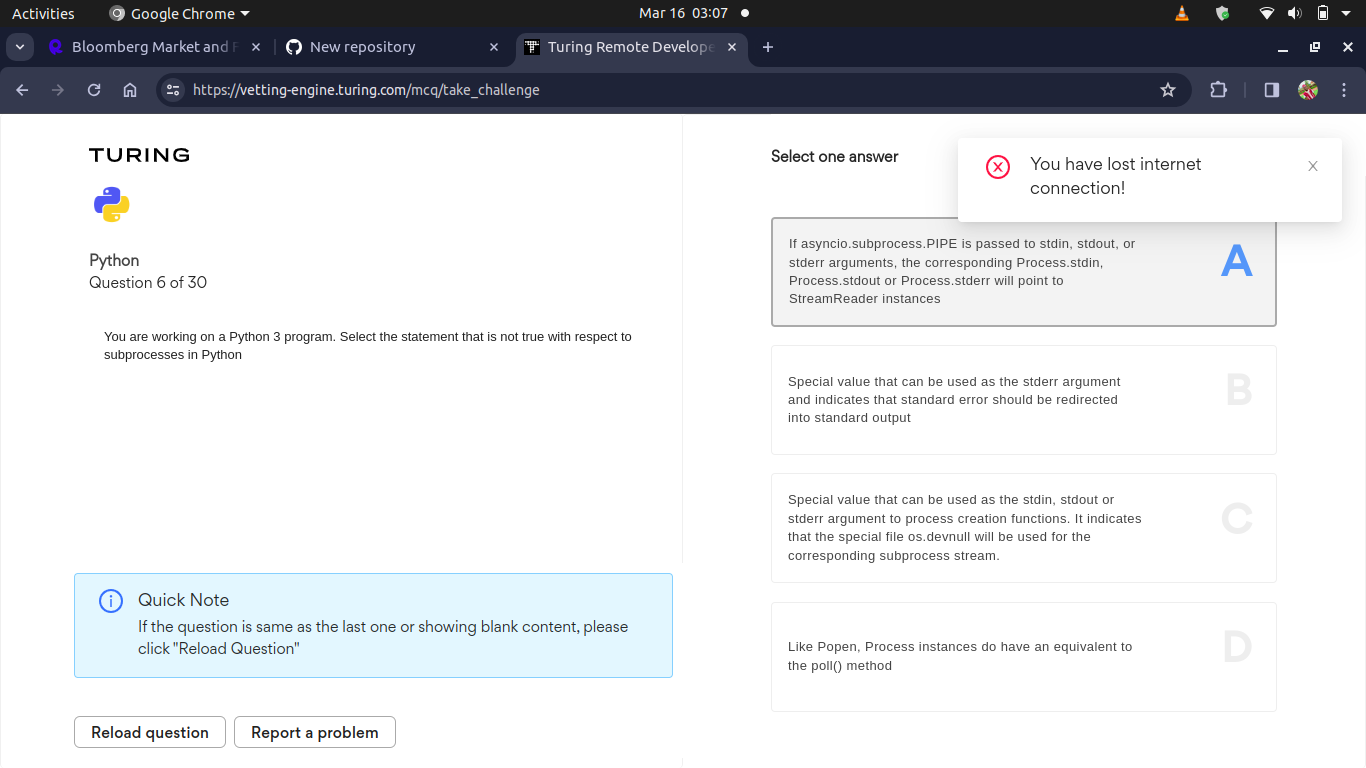 Activities
Google Chrome
Mar 16 03:07
Bloomberg Market and F
New repository
Turing Remote Develope
https://vetting-engine.turing.com/mcq/take_challenge
TURING
Python
Question 6 of 30
You are working on a Python 3 program. Select the statement that is not true with respect to
subprocesses in Python
Quick Note
If the question is same as the last one or showing blank content, please
click "Reload Question"
Reload question
Report a problem
Select one answer
You have lost internet
connection!
If asyncio.subprocess.PIPE is passed to stdin, stdout, or
stderr arguments, the corresponding Process.stdin,
Process.stdout or Process.stderr will point to
StreamReader instances
A
Special value that can be used as the stderr argument
and indicates that standard error should be redirected
into standard output
B
Special value that can be used as the stdin, stdout or
stderr argument to process creation functions. It indicates
that the special file os.devnull will be used for the
corresponding subprocess stream.
C
Like Popen, Process instances do have an equivalent to
the poll() method
D